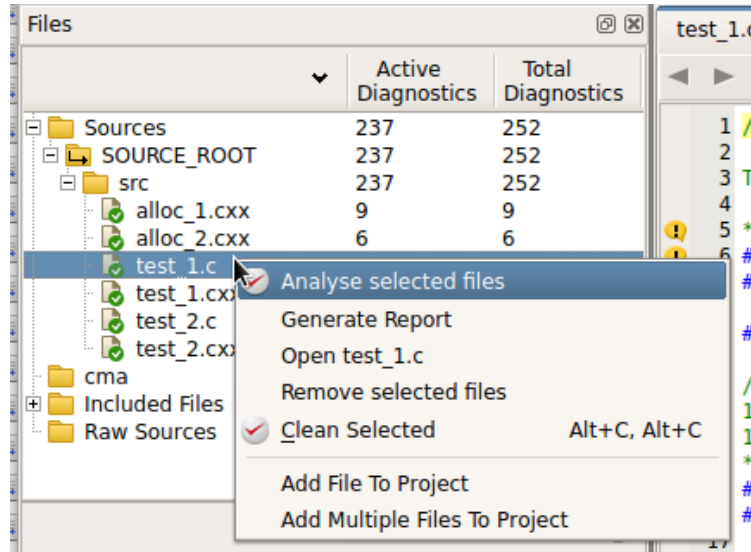 Files
test_1.c
Active Diagnostics
Total Diagnostics
Sources 237 252
SOURCE_ROOT 237 252
src 237 252
alloc_1.cxx 9 9
alloc_2.cxx 6 6
test_1.c
test_1.cxx
test_2.c
test_2.cxx
cma
Included Files
Raw Sources
Analyse selected files
Generate Report
Open test_1.c
Remove selected files
Clean Selected Alt+C, Alt+C
Add File To Project
Add Multiple Files To Project
1 /
2
3 T
4
5 *
6 #
#
#
/
1
1
*
#
#
17